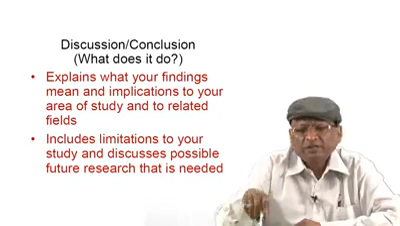 Discussion/Conclusion
(What does it do?)
• Explains what your findings
mean and implications to your
area of study and to related
fields
• Includes limitations to your
study and discusses possible
future research that is needed